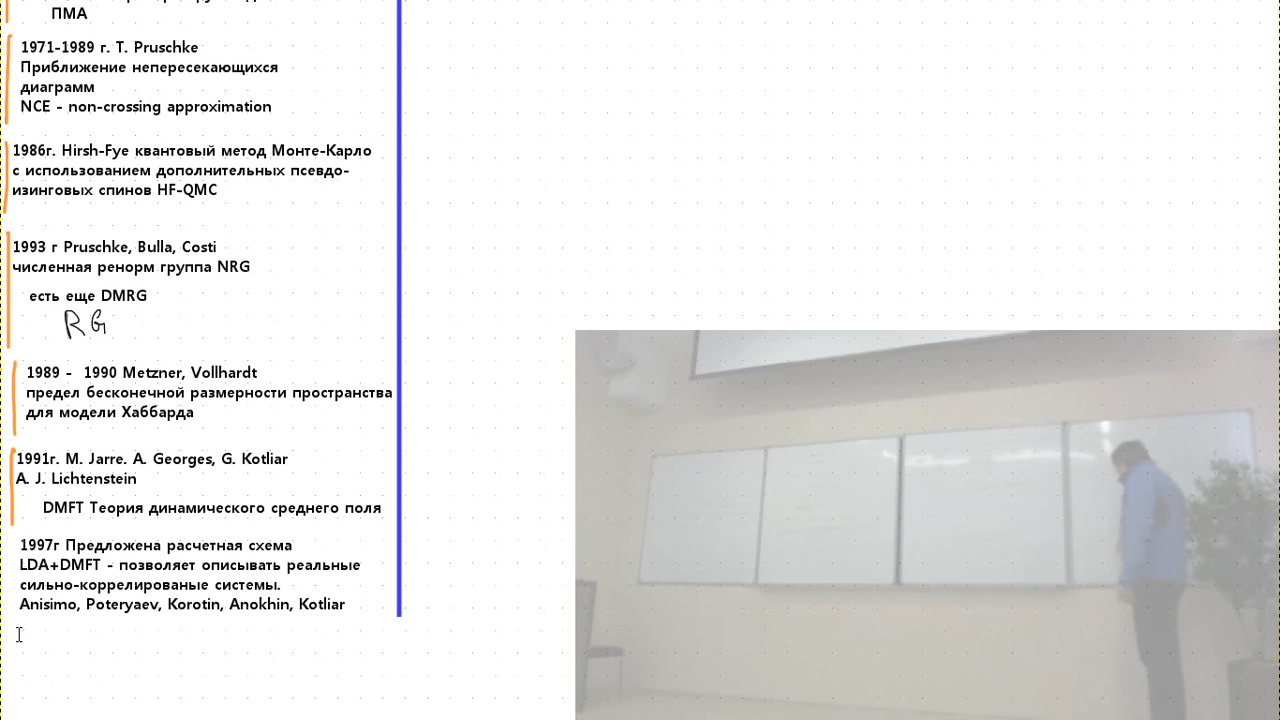 ПМА
1971-1989 г. T. Pruschke
Приближение непересекающихся
диаграмм
NCE - non-crossing approximation
1986г. Hirsh-Fye квантовый метод Монте-Карло
с использованием дополнительных псевдо-
изинговых спинов HF-QMC
1993 г Pruschke, Bulla, Costi
численная ренорм группа NRG
есть еще DMRG
RG
1989 - 1990 Metzner, Vollhardt
предел бесконечной размерности пространства
для модели Хаббарда
1991г. M. Jarre. A. Georges, G. Kotliar
A. J. Lichtenstein
DMFT Теория динамического среднего поля
1997г Предложена расчетная схема
LDA+DMFT - позволяет описывать реальные
сильно-коррелированые системы.
Anisimo, Poteryaev, Korotin, Anokhin, Kotliar